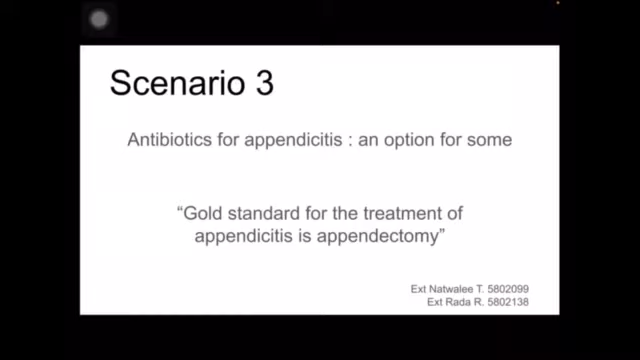 Scenario 3
Antibiotics for appendicitis : an option for some
“Gold standard for the treatment of
appendicitis is appendectomy”
Ext Natwalee T. 5802099
Ext Rada R. 5802138